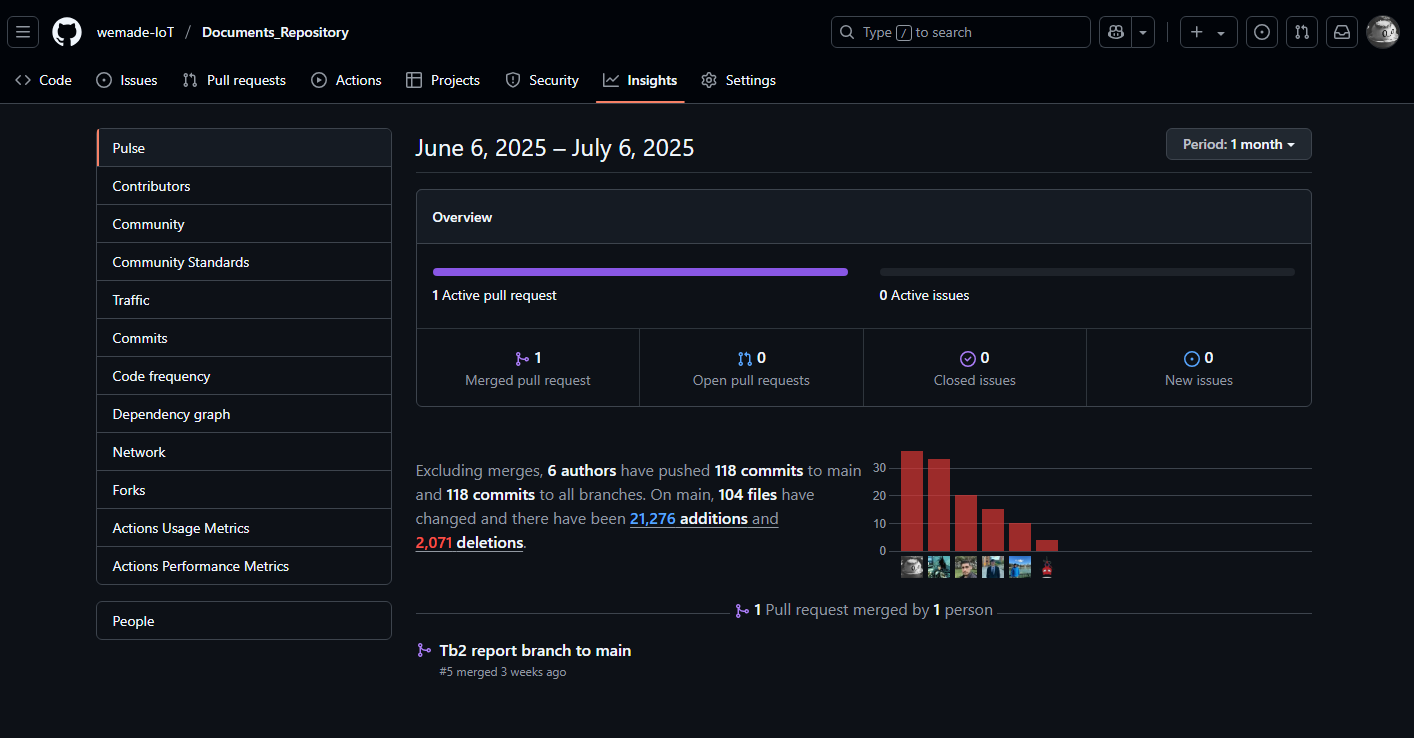 wemade-IoT / Documents_Repository
Type / to search
Code Issues Pull requests Actions Projects Security Insights Settings
Pulse
Contributors
Community
Community Standards
Traffic
Commits
Code frequency
Dependency graph
Network
Forks
Actions Usage Metrics
Actions Performance Metrics
People
June 6, 2025 – July 6, 2025
Period: 1 month
Overview
1 Active pull request
0 Active issues
1
Merged pull request
0
Open pull requests
0
Closed issues
0
New issues
Excluding merges, 6 authors have pushed 118 commits to main
and 118 commits to all branches. On main, 104 files have
changed and there have been 21,276 additions and
2,071 deletions.
30
20
10
0
1 Pull request merged by 1 person
Tb2 report branch to main
#5 merged 3 weeks ago